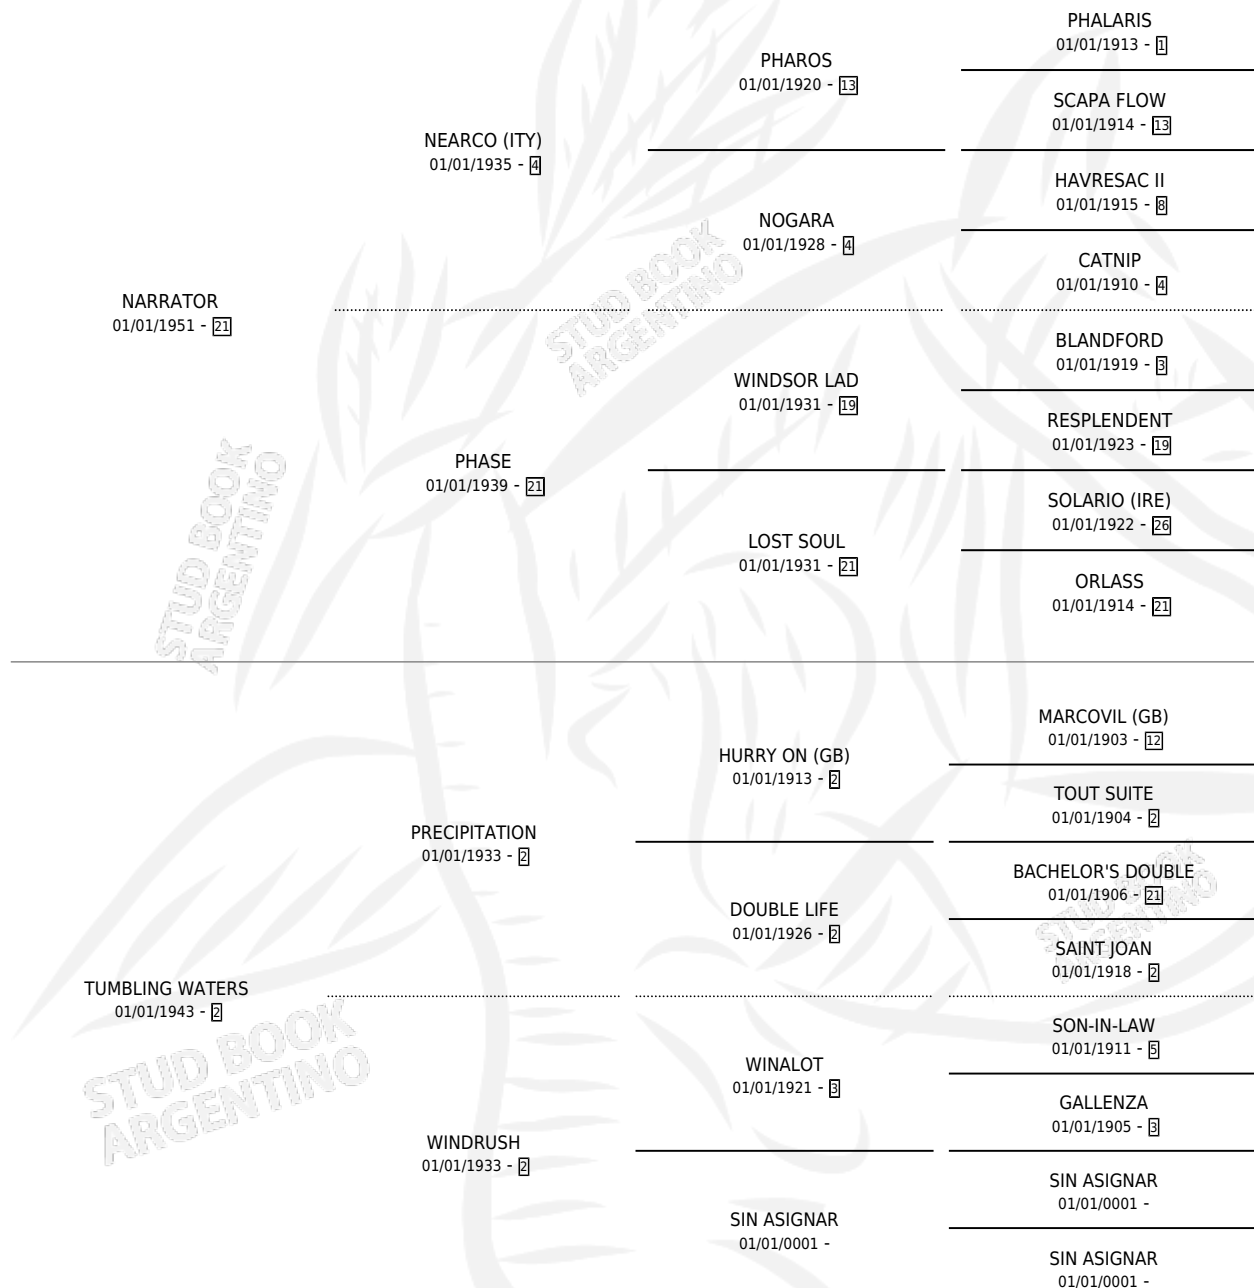 PHALARIS
01/01/1913 - 1
PHAROS
01/01/1920 - 13
SCAPA FLOW
01/01/1914 - 13
NEARCO (ITY)
01/01/1935 - 4
HAVRESAC II
01/01/1915 - 8
NOGARA
01/01/1928 - 4
CATNIP
01/01/1910 - 4
NARRATOR
01/01/1951 - 21
BLANDFORD
01/01/1919 - 3
WINDSOR LAD
01/01/1931 - 19
RESPLENDENT
01/01/1923 - 19
PHASE
01/01/1939 - 21
SOLARIO (IRE)
01/01/1922 - 26
LOST SOUL
01/01/1931 - 21
ORLASS
01/01/1914 - 21
MARCOVIL (GB)
01/01/1903 - 12
HURRY ON (GB)
01/01/1913 - 2
TOUT SUITE
01/01/1904 - 2
PRECIPITATION
01/01/1933 - 2
BACHELOR'S DOUBLE
01/01/1906 - 21
DOUBLE LIFE
01/01/1926 - 2
SAINT JOAN
01/01/1918 - 2
TUMBLING WATERS
01/01/1943 - 2
SON-IN-LAW
01/01/1911 - 5
WINALOT
01/01/1921 - 3
GALLENZA
01/01/1905 - 3
WINDRUSH
01/01/1933 - 2
SIN ASIGNAR
01/01/0001 -
SIN ASIGNAR
01/01/0001 -
SIN ASIGNAR
01/01/0001 -
STUD BOOK
ARGENTINO
STUD BOOK
ARGENTINO
STUD BOOK
ARGENTINO
STUD BOOK
ARGENTINO